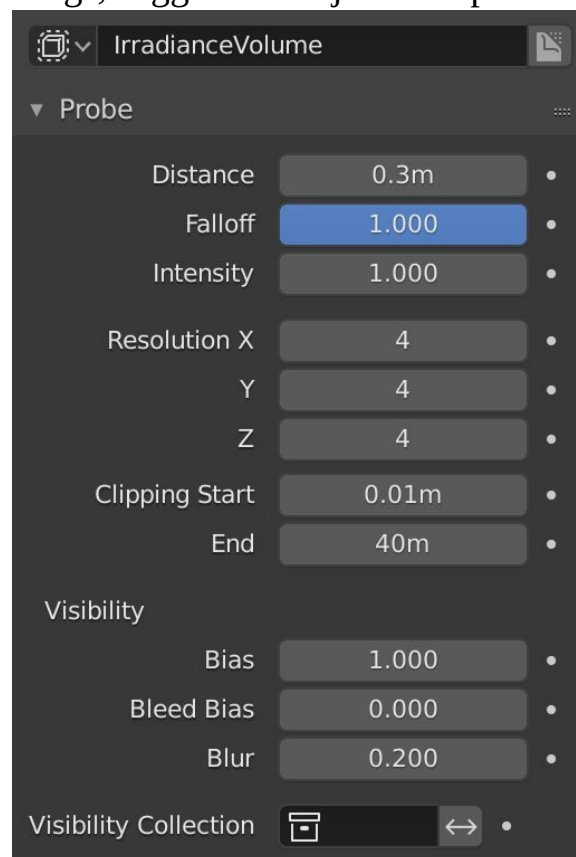 IrradianceVolume
Probe
Distance 0.3m
Falloff 1.000
Intensity 1.000
Resolution X 4
Y 4
Z 4
Clipping Start 0.01m
End 40m
Visibility
Bias 1.000
Bleed Bias 0.000
Blur 0.200
Visibility Collection